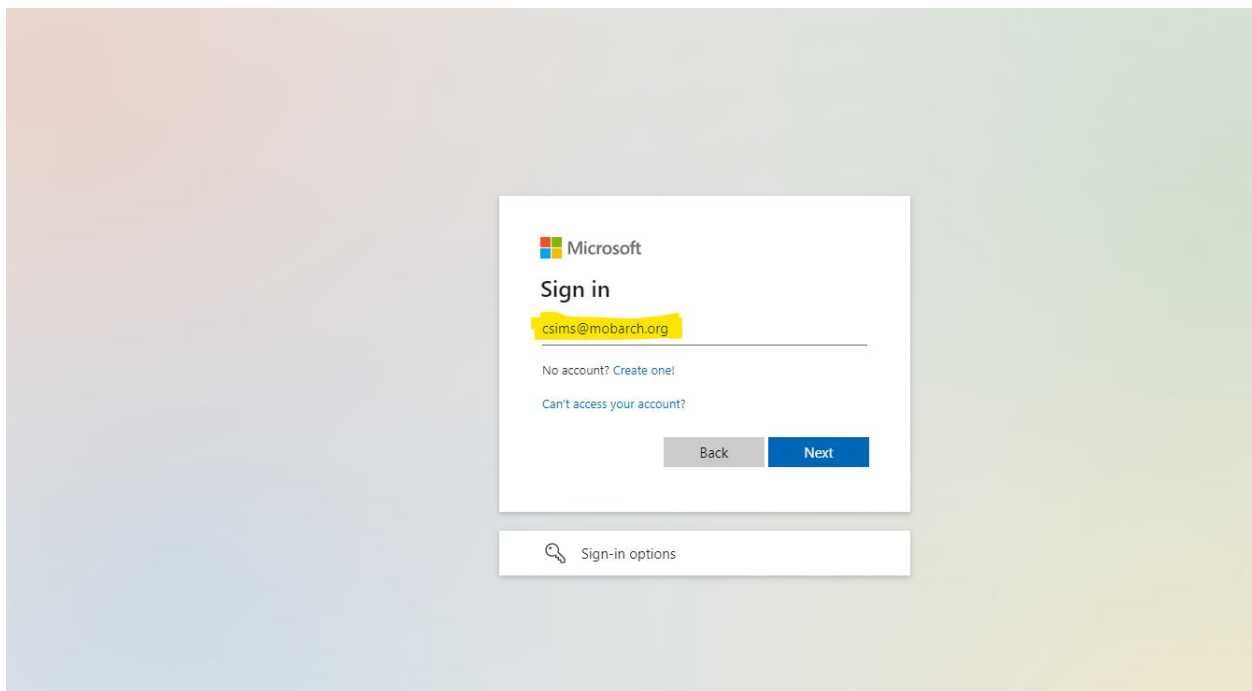 Microsoft
Sign in
csims@mobarch.org
No account? Create one!
Can't access your account?
Back Next
Sign-in options